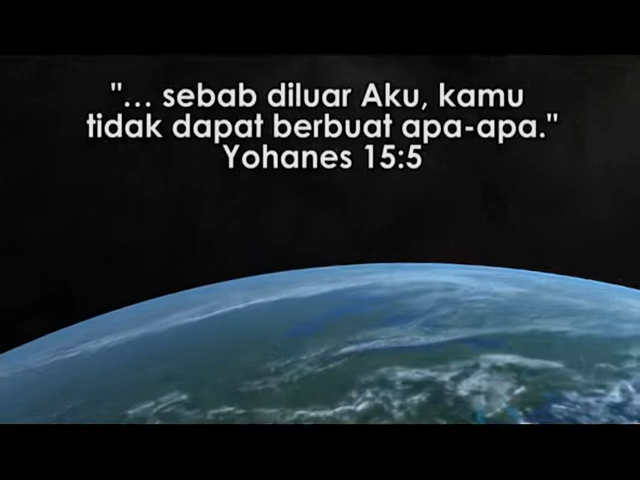 "... sebab diluar Aku, kamu
tidak dapat berbuat apa-apa."
Yohanes 15:5